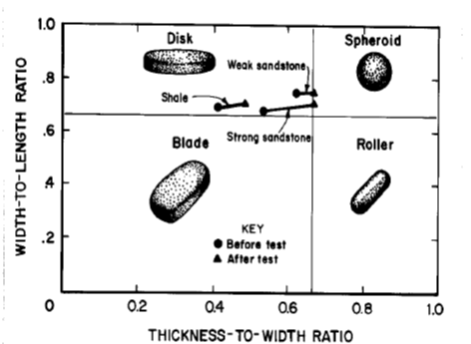 WIDTH-TO-LENGTH RATIO
1.0
.8
.6
.4
.2
0
Disk
Spheroid
Weak sandstone
Shale
Strong sandstone
Blade
Roller
KEY
Before test
After test
0.2
0.4
0.6
0.8
1.0
THICKNESS-TO-WIDTH RATIO